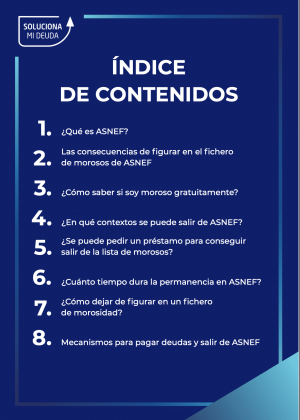 SOLUCIONA
MI DEUDA
ÍNDICE
DE CONTENIDOS
1. ¿Qué es ASNEF?
2. Las consecuencias de figurar en el fichero
de morosos de ASNEF
3. ¿Cómo saber si soy moroso gratuitamente?
4. ¿En qué contextos se puede salir de ASNEF?
5. ¿Se puede pedir un préstamo para conseguir
salir de la lista de morosos?
6. ¿Cuánto tiempo dura la permanencia en ASNEF?
7. ¿Cómo dejar de figurar en un fichero
de morosidad?
8. Mecanismos para pagar deudas y salir de ASNEF